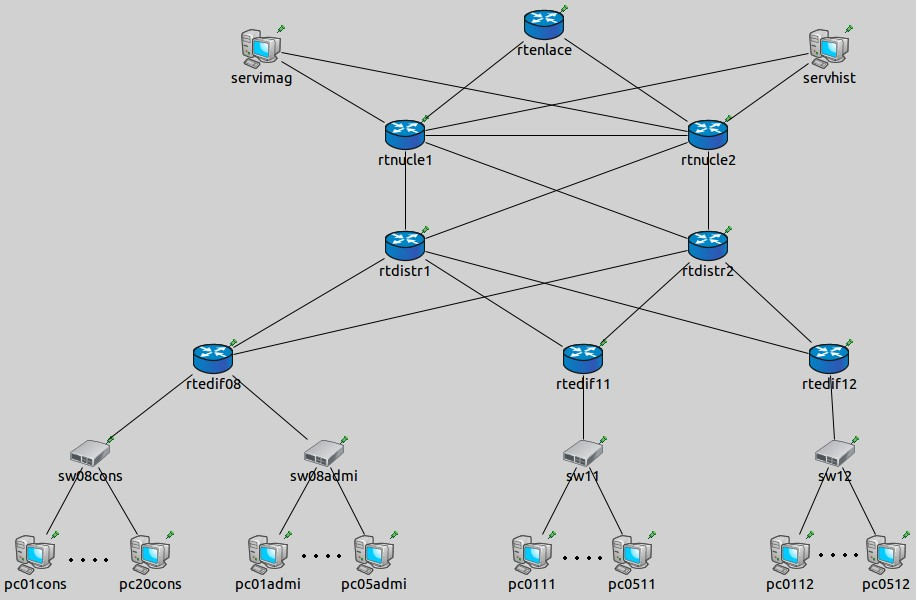 rtenlace
servimag
servhist
rtnucle1
rtnucle2
rtdistr1
rtdistr2
rtedif08
rtedif11
rtedif12
sw08cons
sw08admi
sw11
sw12
pc01cons
pc20cons
pc01admi
pc05admi
pc0111
pc0511
pc0112
pc0512